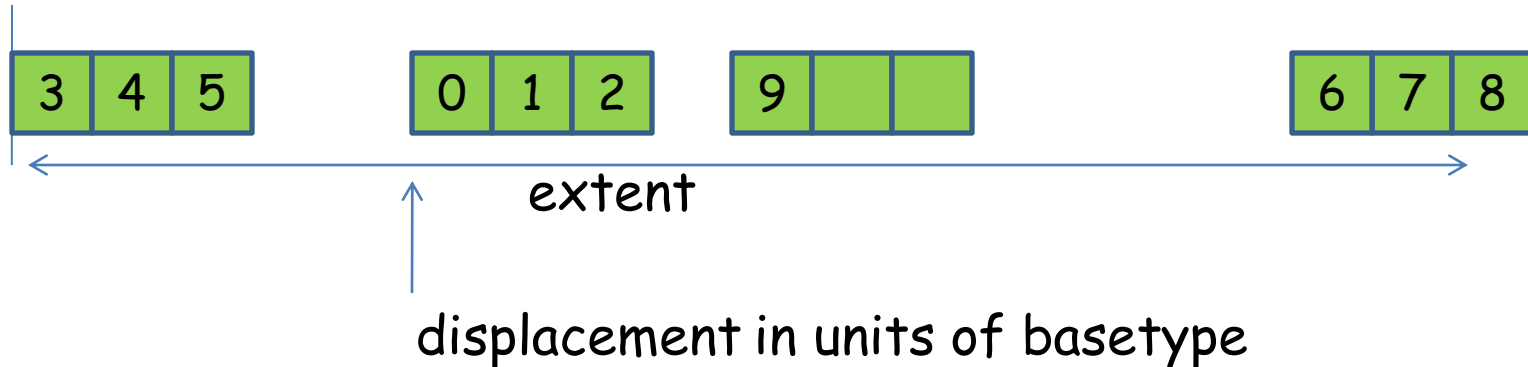 3 4 5 0 1 2 9 6 7 8
extent
displacement in units of basetype